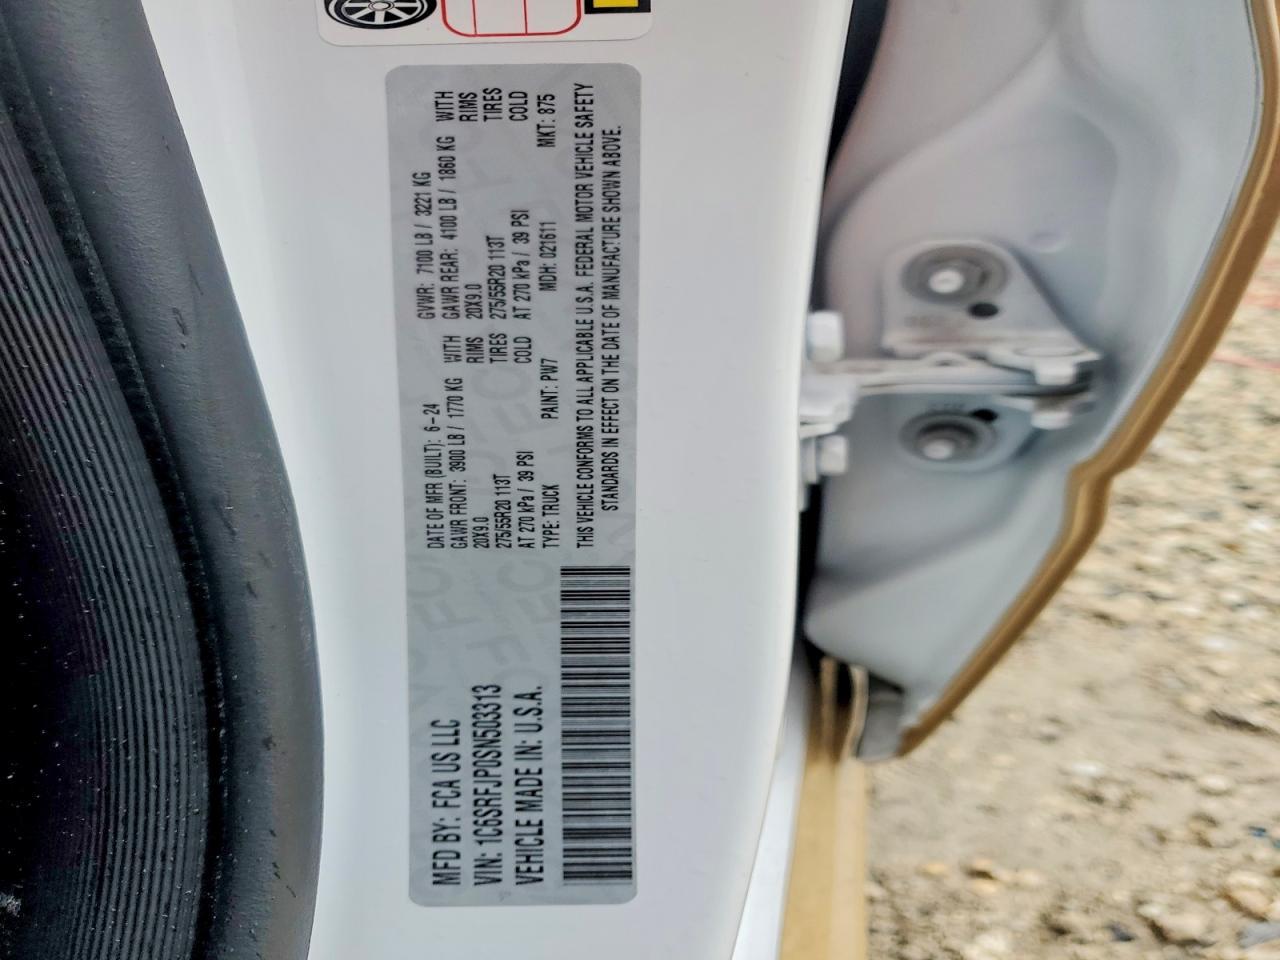 MFD BY: FCA US LLC
DATE OF MFR (BUILT): 6-24
GVWR: 7100 LB / 3221 KG
VIN: 1C6SRFJP0SN503313
GAWR FRONT: 3900 LB / 1770 KG WITH
GAWR REAR: 4100 LB / 1860 KG WITH
20X9.0 RIMS
20X9.0 RIMS
275/55R20 113T TIRES
275/55R20 113T TIRES
AT 270 kPa / 39 PSI COLD
AT 270 kPa / 39 PSI COLD
VEHICLE MADE IN: U.S.A.
TYPE: TRUCK PAINT: PW7 MDH: 021611 MKT: 875
THIS VEHICLE CONFORMS TO ALL APPLICABLE U.S.A. FEDERAL MOTOR VEHICLE SAFETY
STANDARDS IN EFFECT ON THE DATE OF MANUFACTURE SHOWN ABOVE.